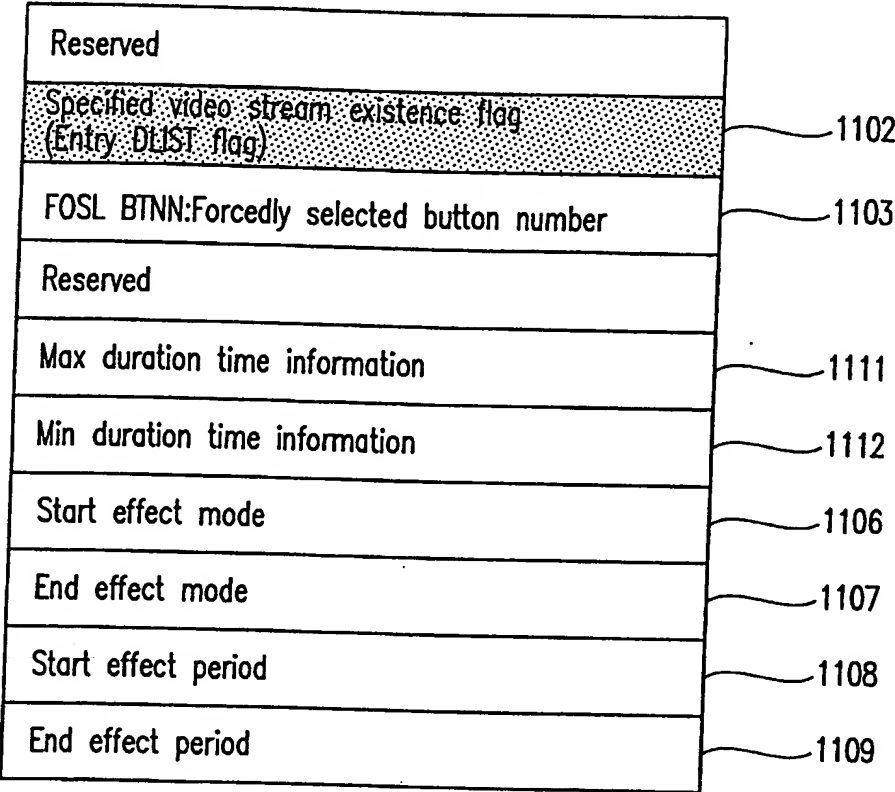 Reserved
Specified video stream existence flag
(Entry DLIST flag)
1102
FOSL BTNN:Forcedly selected button number
1103
Reserved
Max duration time information
1111
Min duration time information
1112
Start effect mode
1106
End effect mode
1107
Start effect period
1108
End effect period
1109